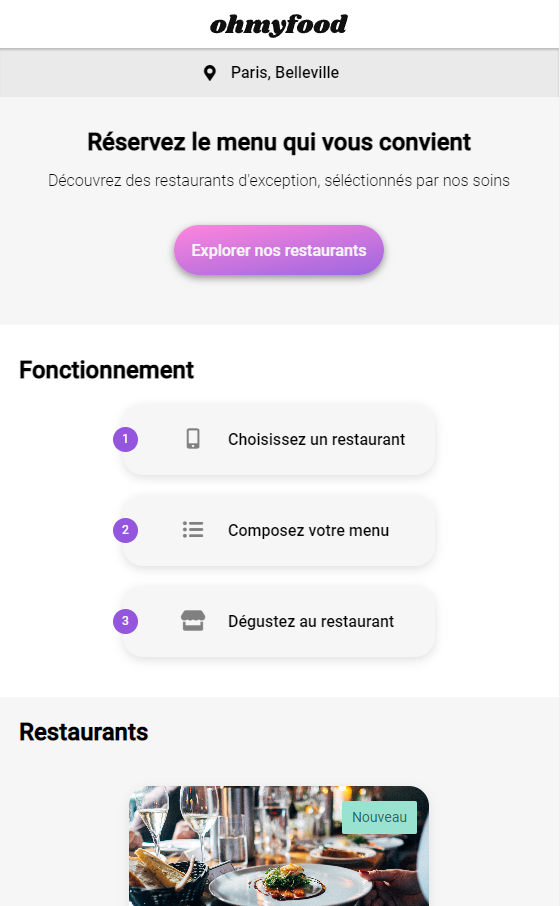 ohmyfood
Paris, Belleville
Réservez le menu qui vous convient
Découvrez des restaurants d'exception, séléctionnés par nos soins
Explorer nos restaurants
Fonctionnement
1 Choisissez un restaurant
2 Composez votre menu
3 Dégustez au restaurant
Restaurants
Nouveau